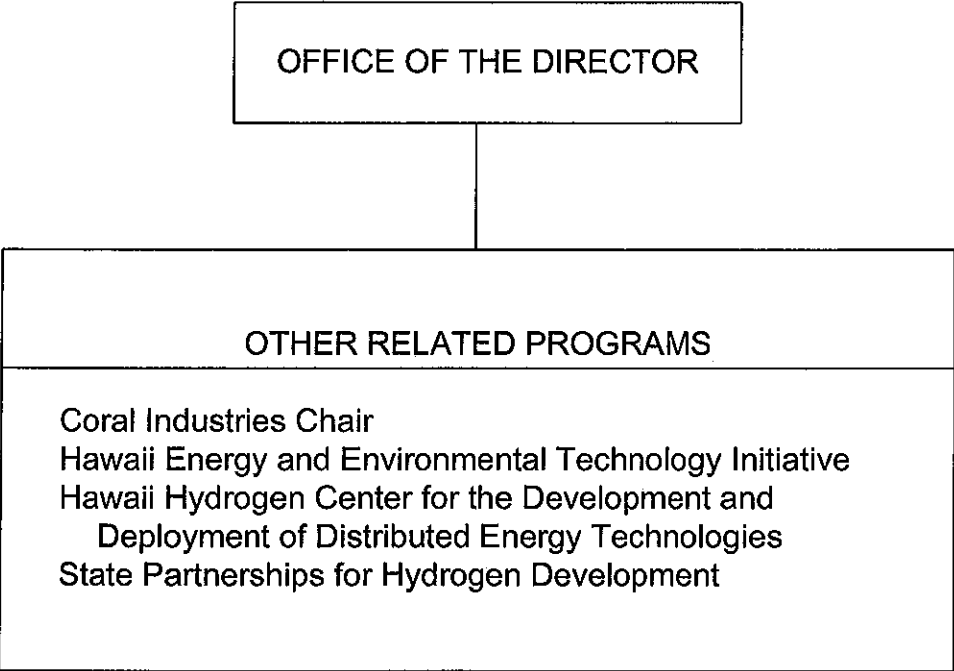 OFFICE OF THE DIRECTOR
OTHER RELATED PROGRAMS
Coral Industries Chair
Hawaii Energy and Environmental Technology Initiative
Hawaii Hydrogen Center for the Development and
Deployment of Distributed Energy Technologies
State Partnerships for Hydrogen Development